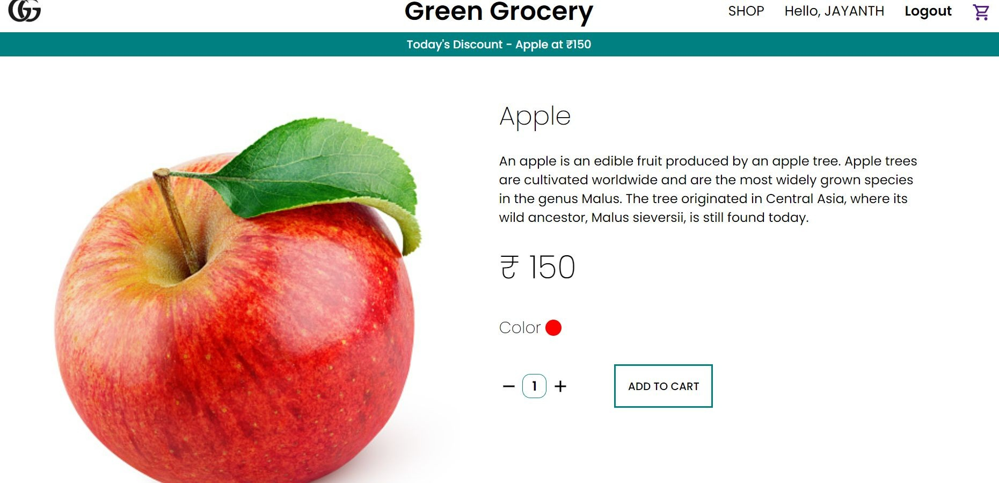 Green Grocery
SHOP Hello, JAYANTH Logout
Today's Discount - Apple at ₹150
Apple
An apple is an edible fruit produced by an apple tree. Apple trees
are cultivated worldwide and are the most widely grown species
in the genus Malus. The tree originated in Central Asia, where its
wild ancestor, Malus sieversii, is still found today.
₹ 150
Color
1
ADD TO CART